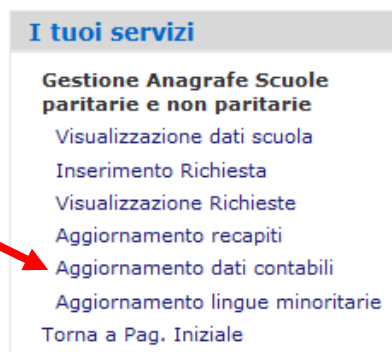 I tuoi servizi
Gestione Anagrafe Scuole
paritarie e non paritarie
Visualizzazione dati scuola
Inserimento Richiesta
Visualizzazione Richieste
Aggiornamento recapiti
Aggiornamento dati contabili
Aggiornamento lingue minoritarie
Torna a Pag. Iniziale